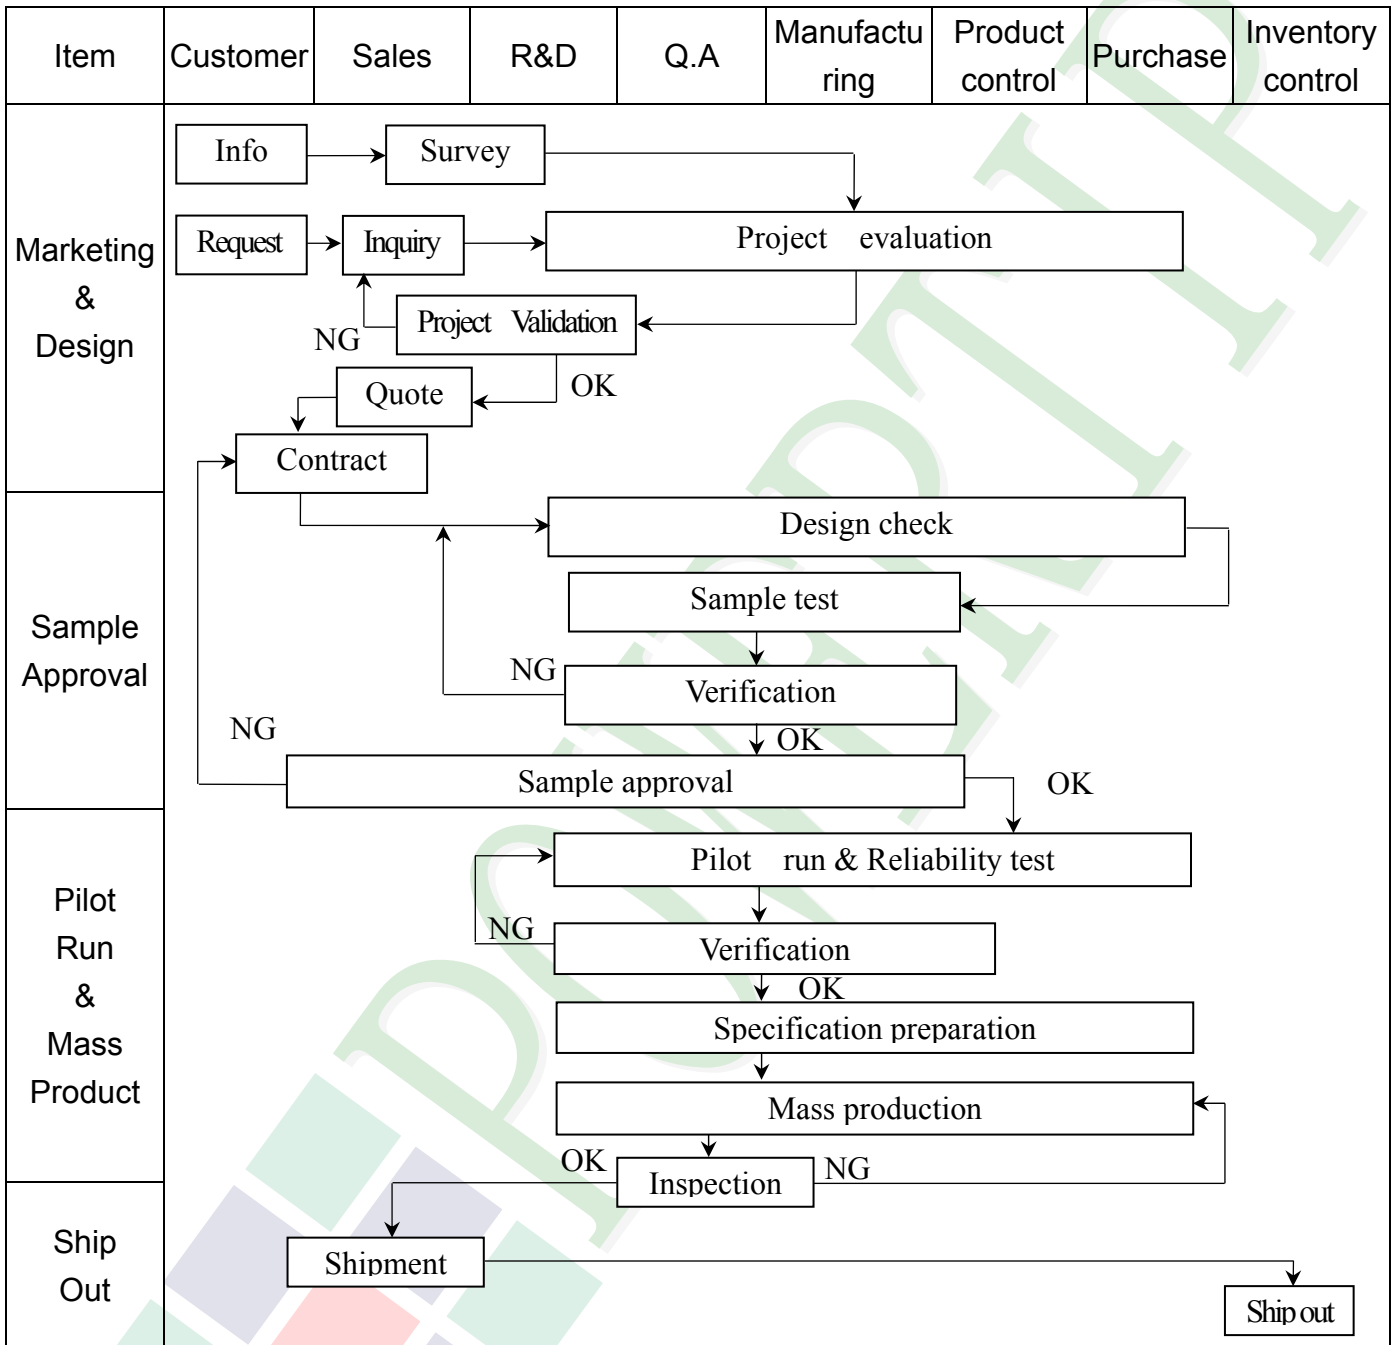 Item
Customer
Sales
R&D
Q.A
Manufactu
ring
Product
control
Purchase
Inventory
control
Marketing
&
Design
Info
Survey
Request
Inquiry
Project evaluation
NG
Project Validation
Quote
OK
Contract
Sample
Approval
Design check
Sample test
NG
Verification
NG
OK
Sample approval
OK
Pilot
Run
&
Mass
Product
Pilot run & Reliability test
NG
Verification
OK
Specification preparation
Mass production
OK
Inspection
NG
Ship
Out
Shipment
Ship out
POWERTIP